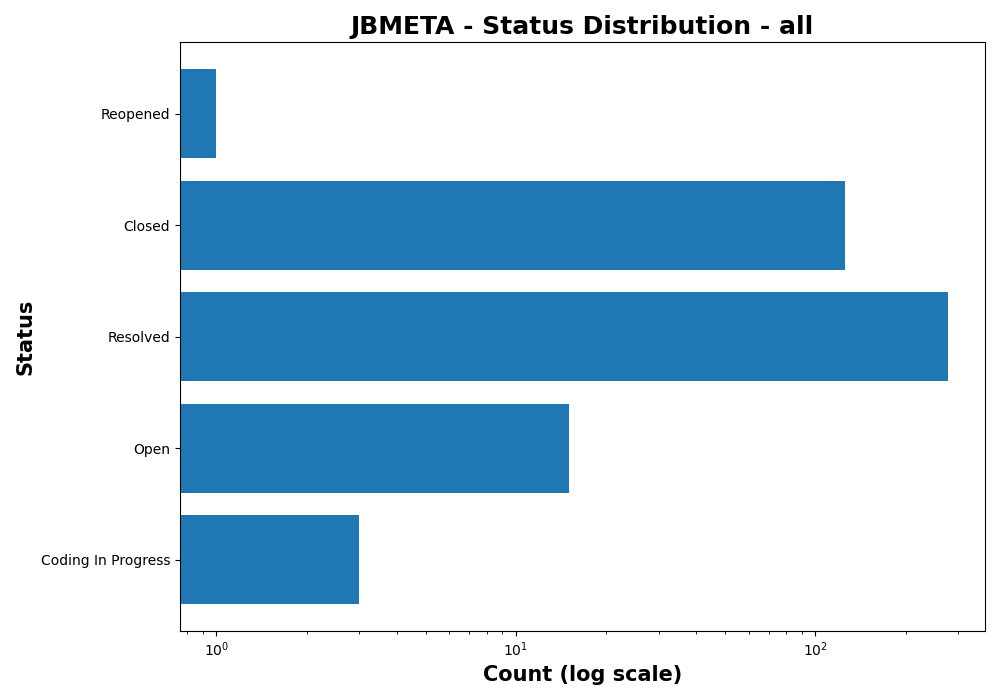 JBMETA - Status Distribution - all
Status
Reopened
Closed
Resolved
Open
Coding In Progress
10⁰
10¹
10²
Count (log scale)